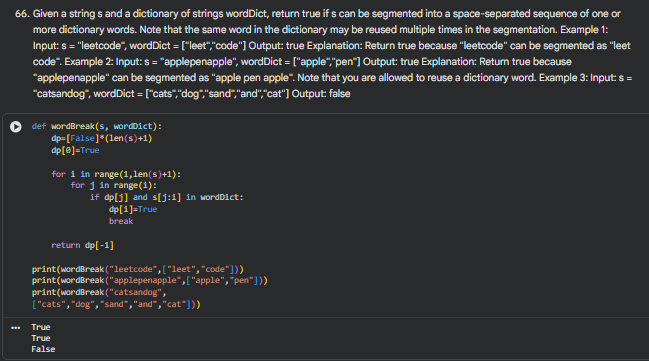 66. Given a string s and a dictionary of strings wordDict, return true if s can be segmented into a space-separated sequence of one or
more dictionary words. Note that the same word in the dictionary may be reused multiple times in the segmentation. Example 1:
Input: s = "leetcode", wordDict = ["leet","code"] Output: true Explanation: Return true because "leetcode" can be segmented as "leet
code". Example 2: Input: s = "applepenapple", wordDict = ["apple","pen"] Output: true Explanation: Return true because
"applepenapple" can be segmented as "apple pen apple". Note that you are allowed to reuse a dictionary word. Example 3: Input: s =
"catsandog", wordDict = ["cats","dog","sand","and","cat"] Output: false
def wordBreak(s, wordDict):
    dp=[False]*(len(s)+1)
    dp[0]=True
    for i in range(1,len(s)+1):
        for j in range(i):
            if dp[j] and s[j:i] in wordDict:
                dp[i]=True
                break
    return dp[-1]
print(wordBreak("leetcode",["leet","code"]))
print(wordBreak("applepenapple",["apple","pen"]))
print(wordBreak("catsandog",
["cats","dog","sand","and","cat"]))
... True
True
False